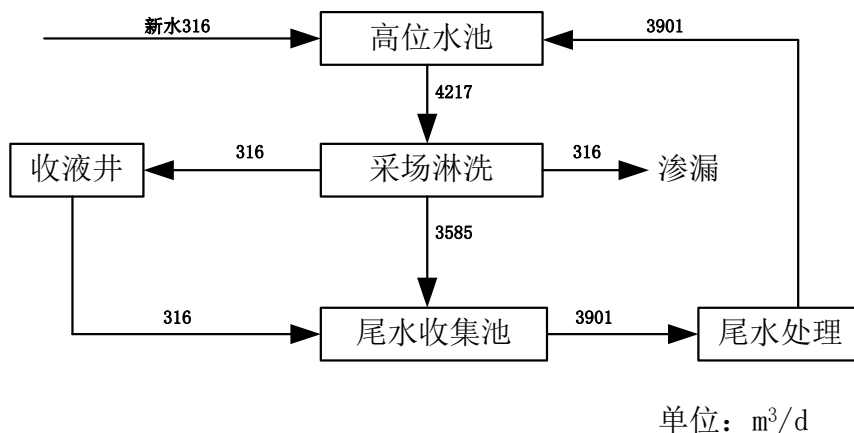 新水316
高位水池
3901
4217
收液井
316
采场淋洗
316
渗漏
3585
316
尾水收集池
3901
尾水处理
单位：m³/d